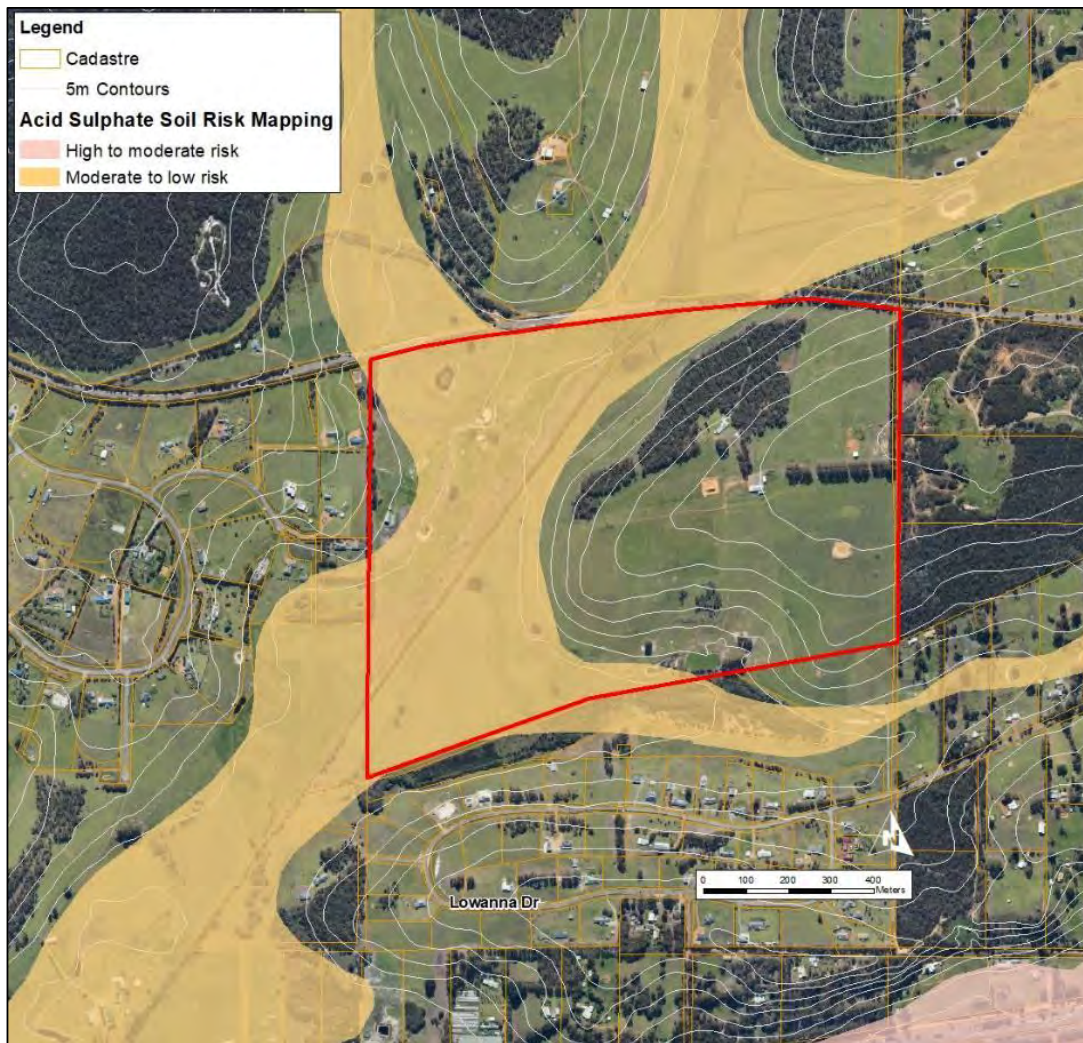 Legend
Cadastre
5m Contours
Acid Sulphate Soil Risk Mapping
High to moderate risk
Moderate to low risk
N
0 100 200 300 400
Meters
Lowanna Dr